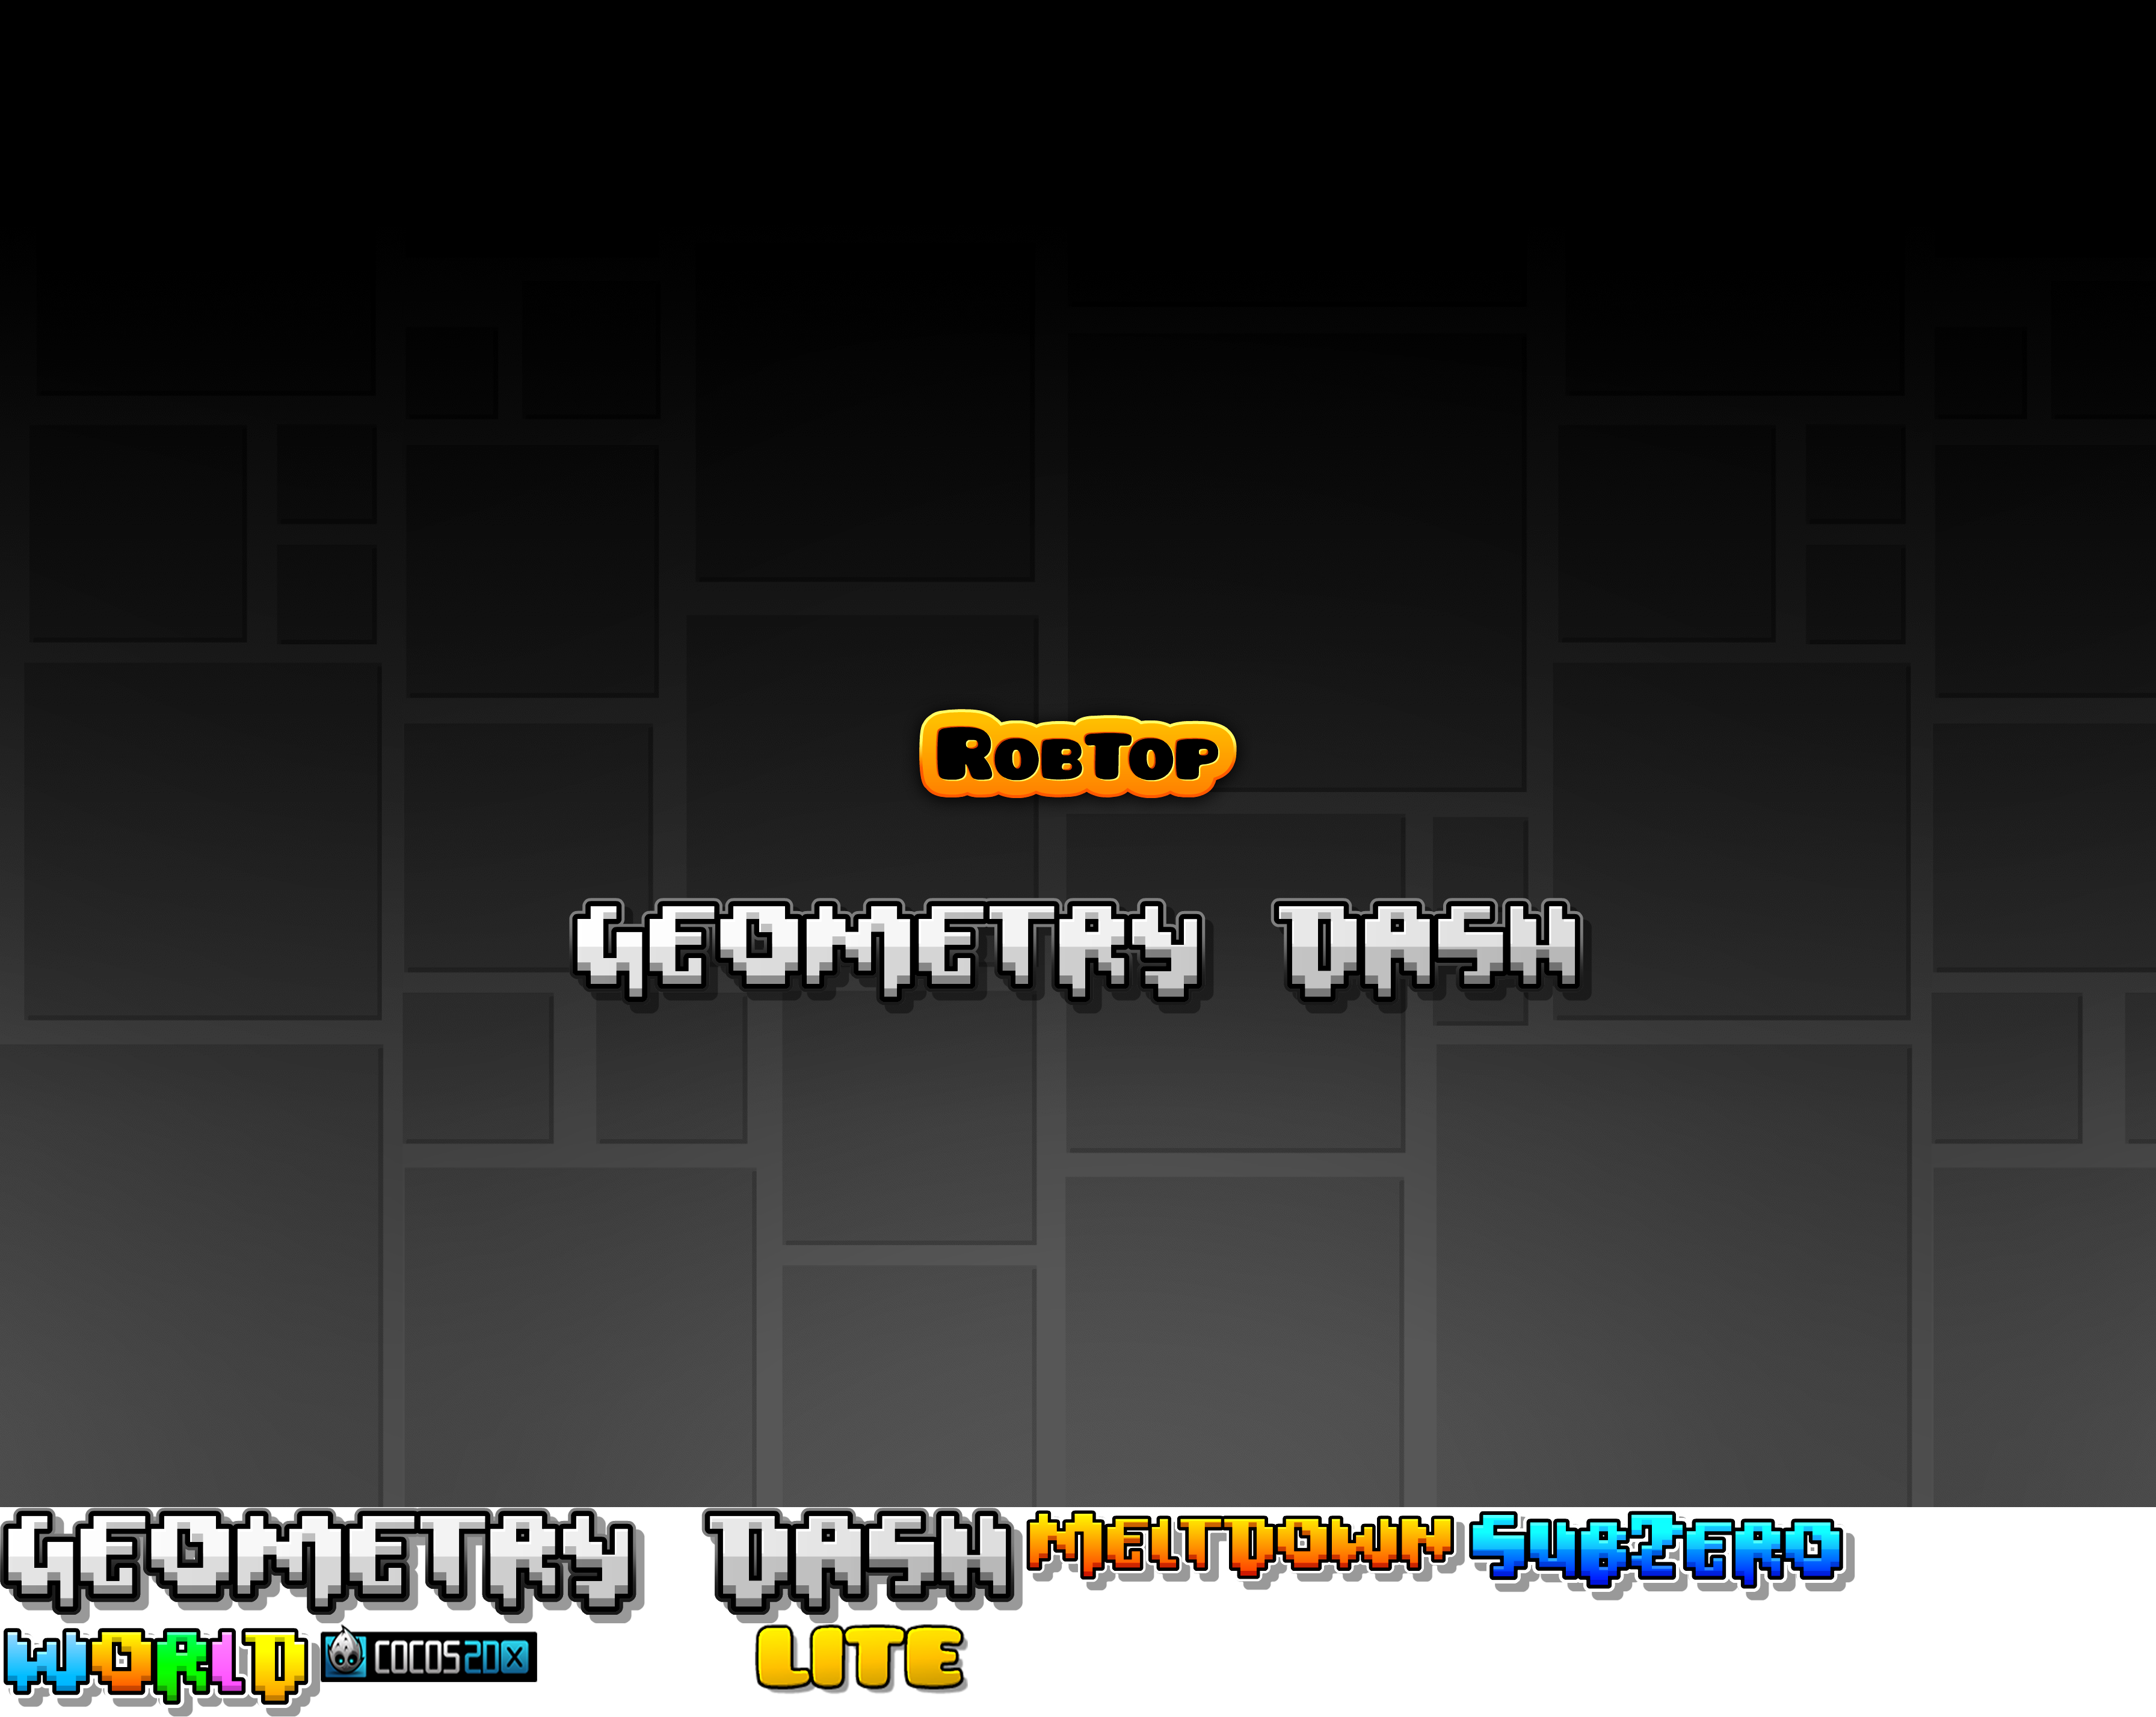 RobTop
GEOMETRY DASH
GEOMETRY DASH MELTDOWN SUBZERO
WORLD COCOS2DX LITE